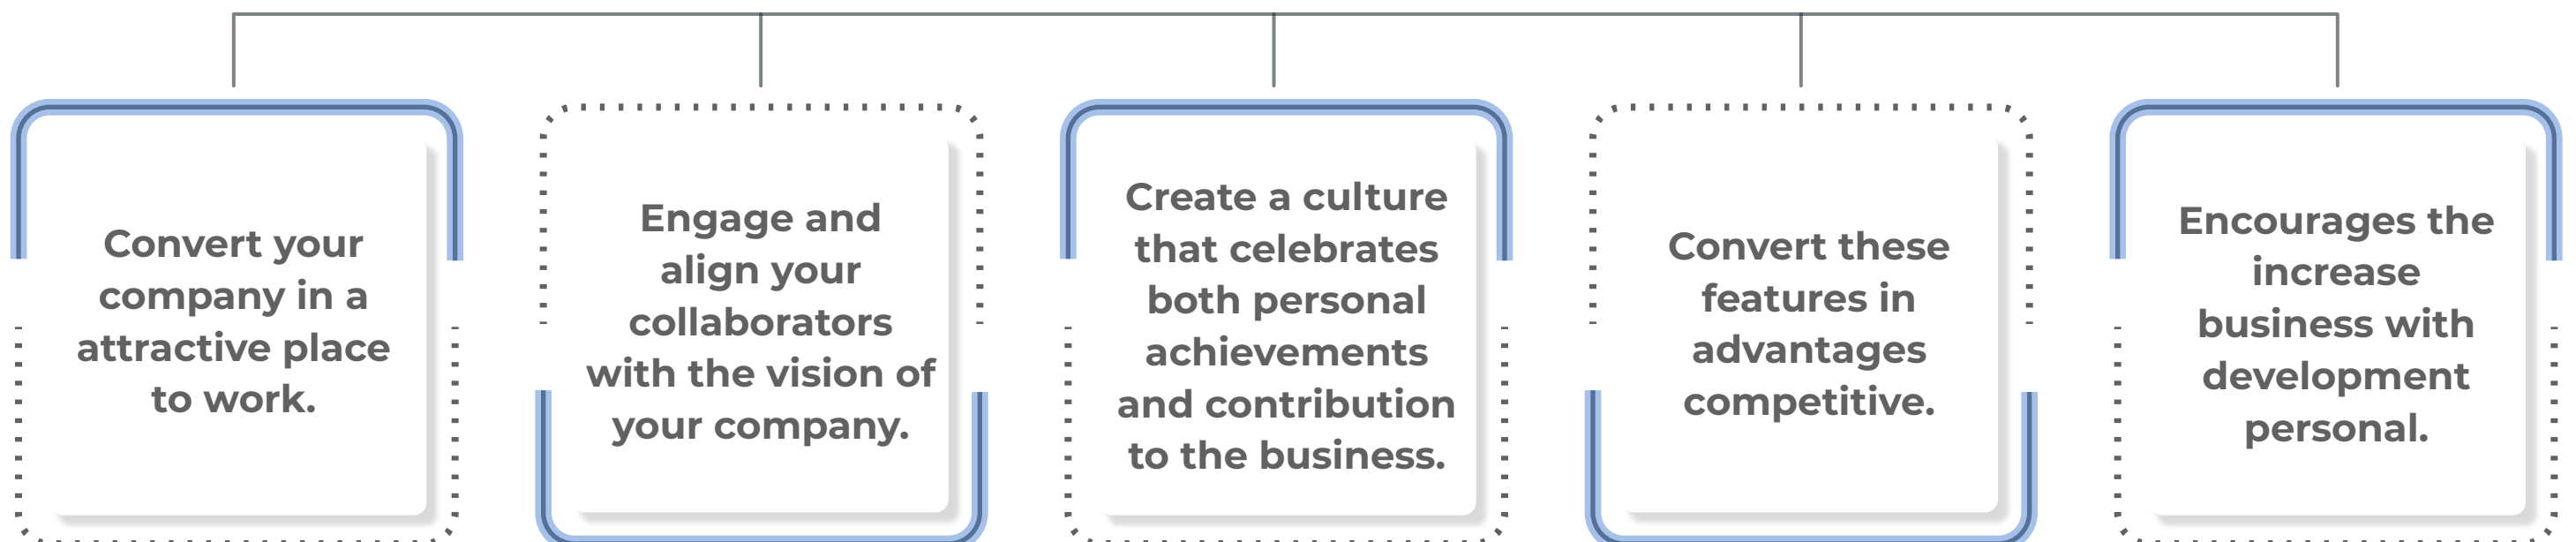 Convert your
company in a
attractive place
to work.
Engage and
align your
collaborators
with the vision of
your company.
Create a culture
that celebrates
both personal
achievements
and contribution
to the business.
Convert these
features in
advantages
competitive.
Encourages the
increase
business with
development
personal.